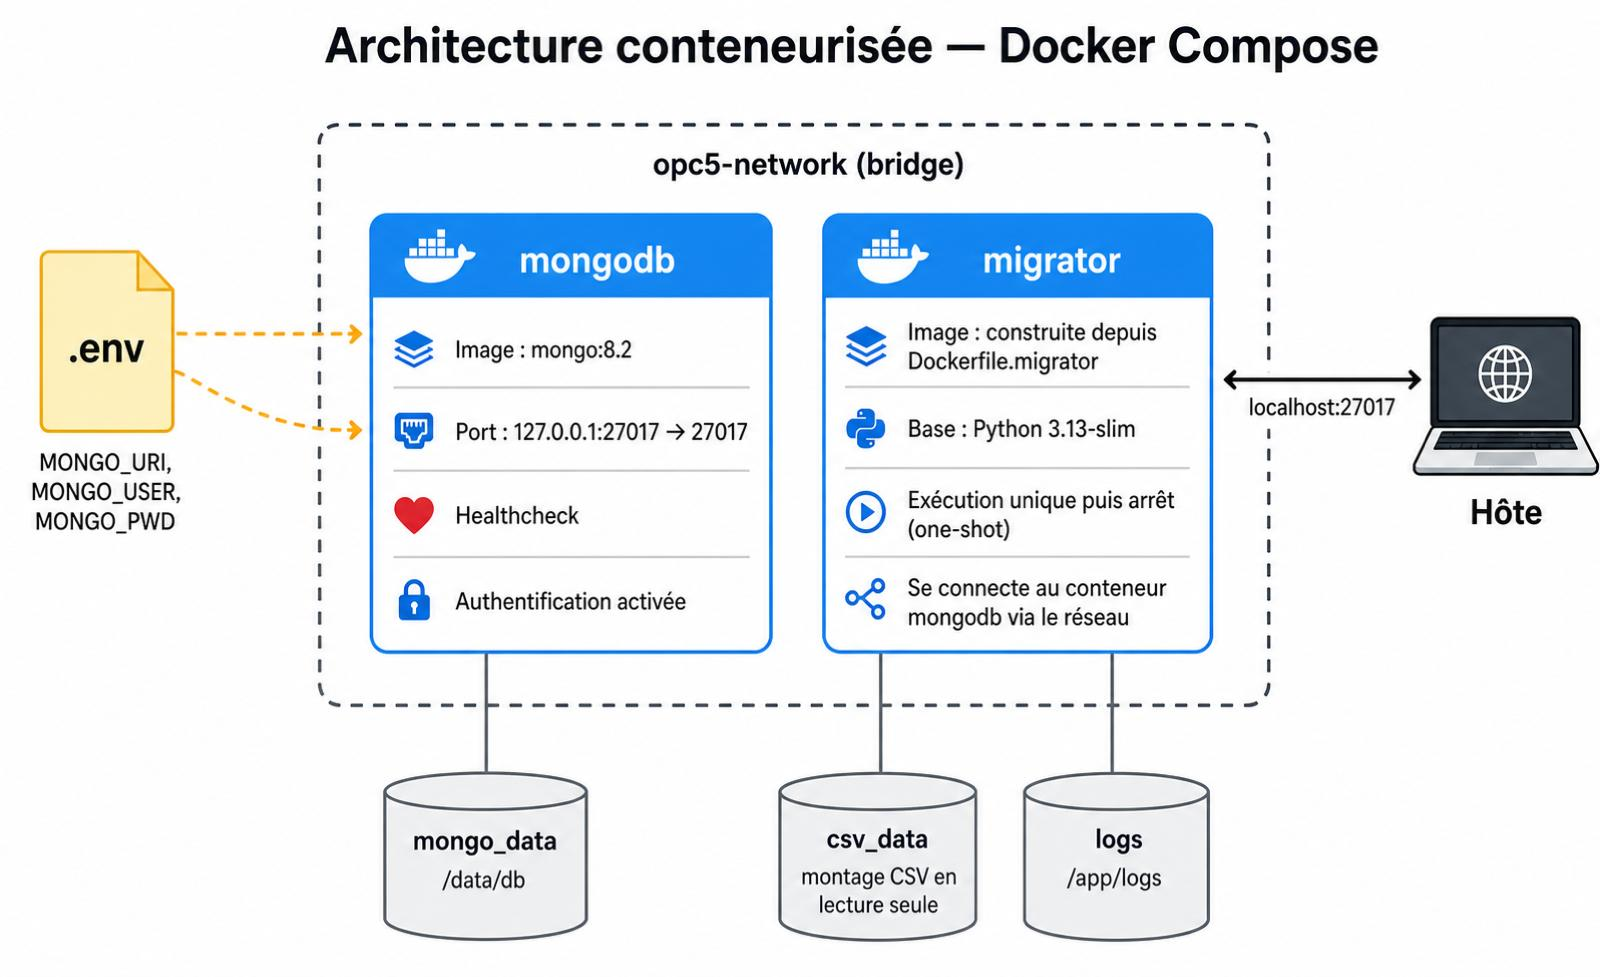 Architecture conteneurisée — Docker Compose
opc5-network (bridge)
.env
MONGO_URI,
MONGO_USER,
MONGO_PWD
mongodb
Image : mongo:8.2
Port : 127.0.0.1:27017 → 27017
Healthcheck
Authentification activée
migrator
Image : construite depuis
Dockerfile.migrator
Base : Python 3.13-slim
Exécution unique puis arrêt
(one-shot)
Se connecte au conteneur
mongodb via le réseau
localhost:27017
Hôte
mongo_data
/data/db
csv_data
montage CSV en
lecture seule
logs
/app/logs